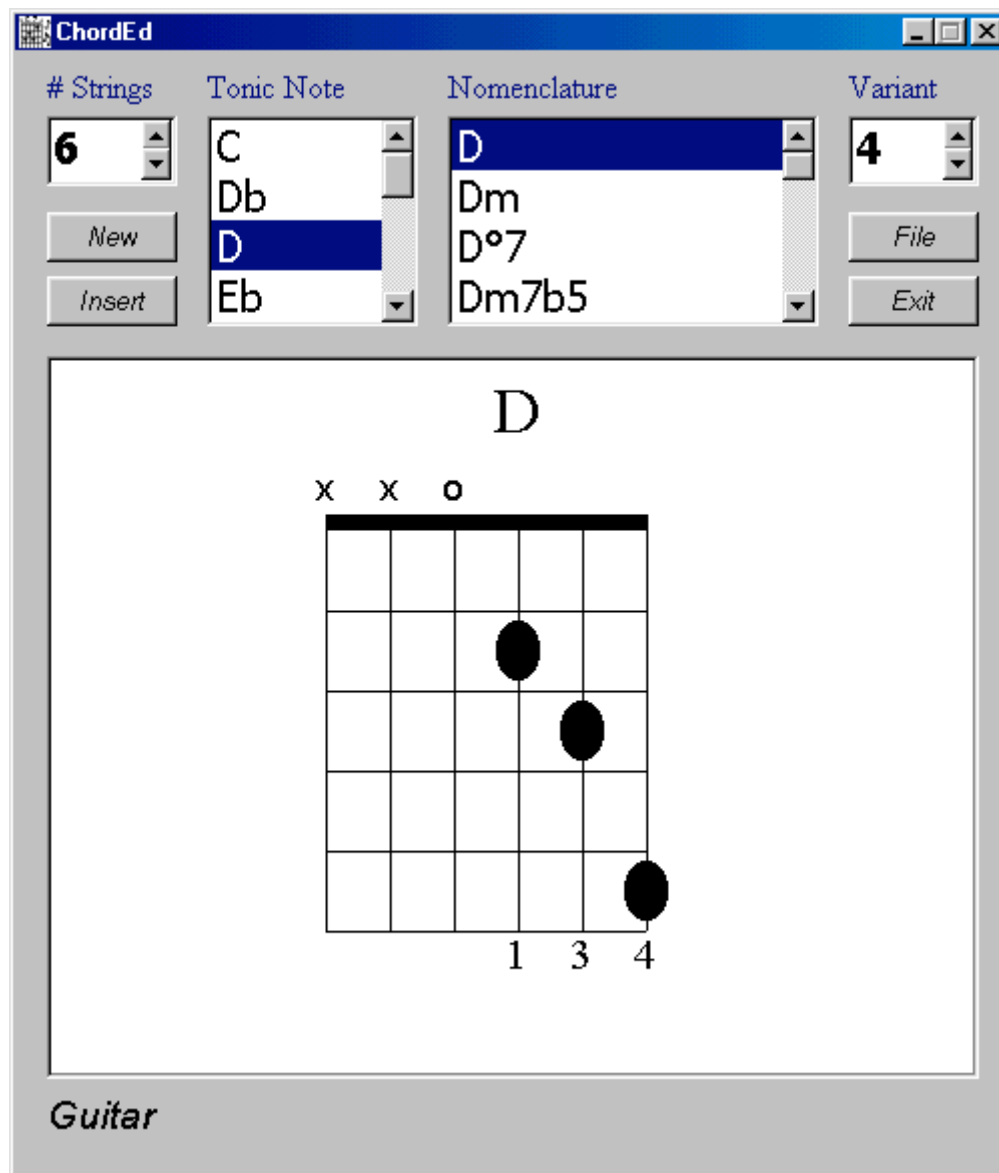 ChordEd
# Strings Tonic Note Nomenclature Variant
6 C D 4
Db Dm
New D D°7 File
Insert Eb Dm7b5 Exit
D
x x o
1 3 4
Guitar